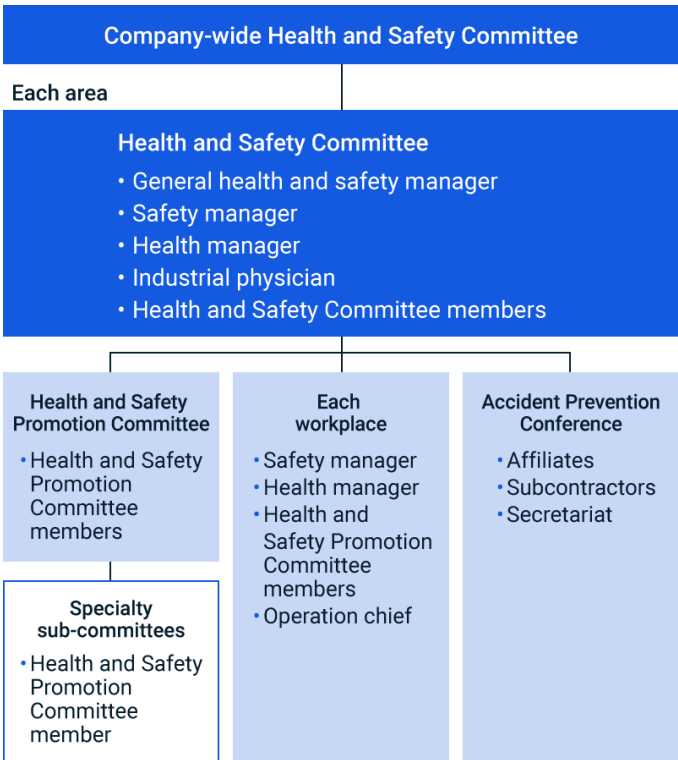 Company-wide Health and Safety Committee
Each area
Health and Safety Committee
• General health and safety manager
• Safety manager
• Health manager
• Industrial physician
• Health and Safety Committee members
Health and Safety
Promotion Committee
• Health and Safety
Promotion
Committee
members
Specialty
sub-committees
• Health and Safety
Promotion
Committee
member
Each
workplace
• Safety manager
• Health manager
• Health and
Safety Promotion
Committee
members
• Operation chief
Accident Prevention
Conference
• Affiliates
• Subcontractors
• Secretariat